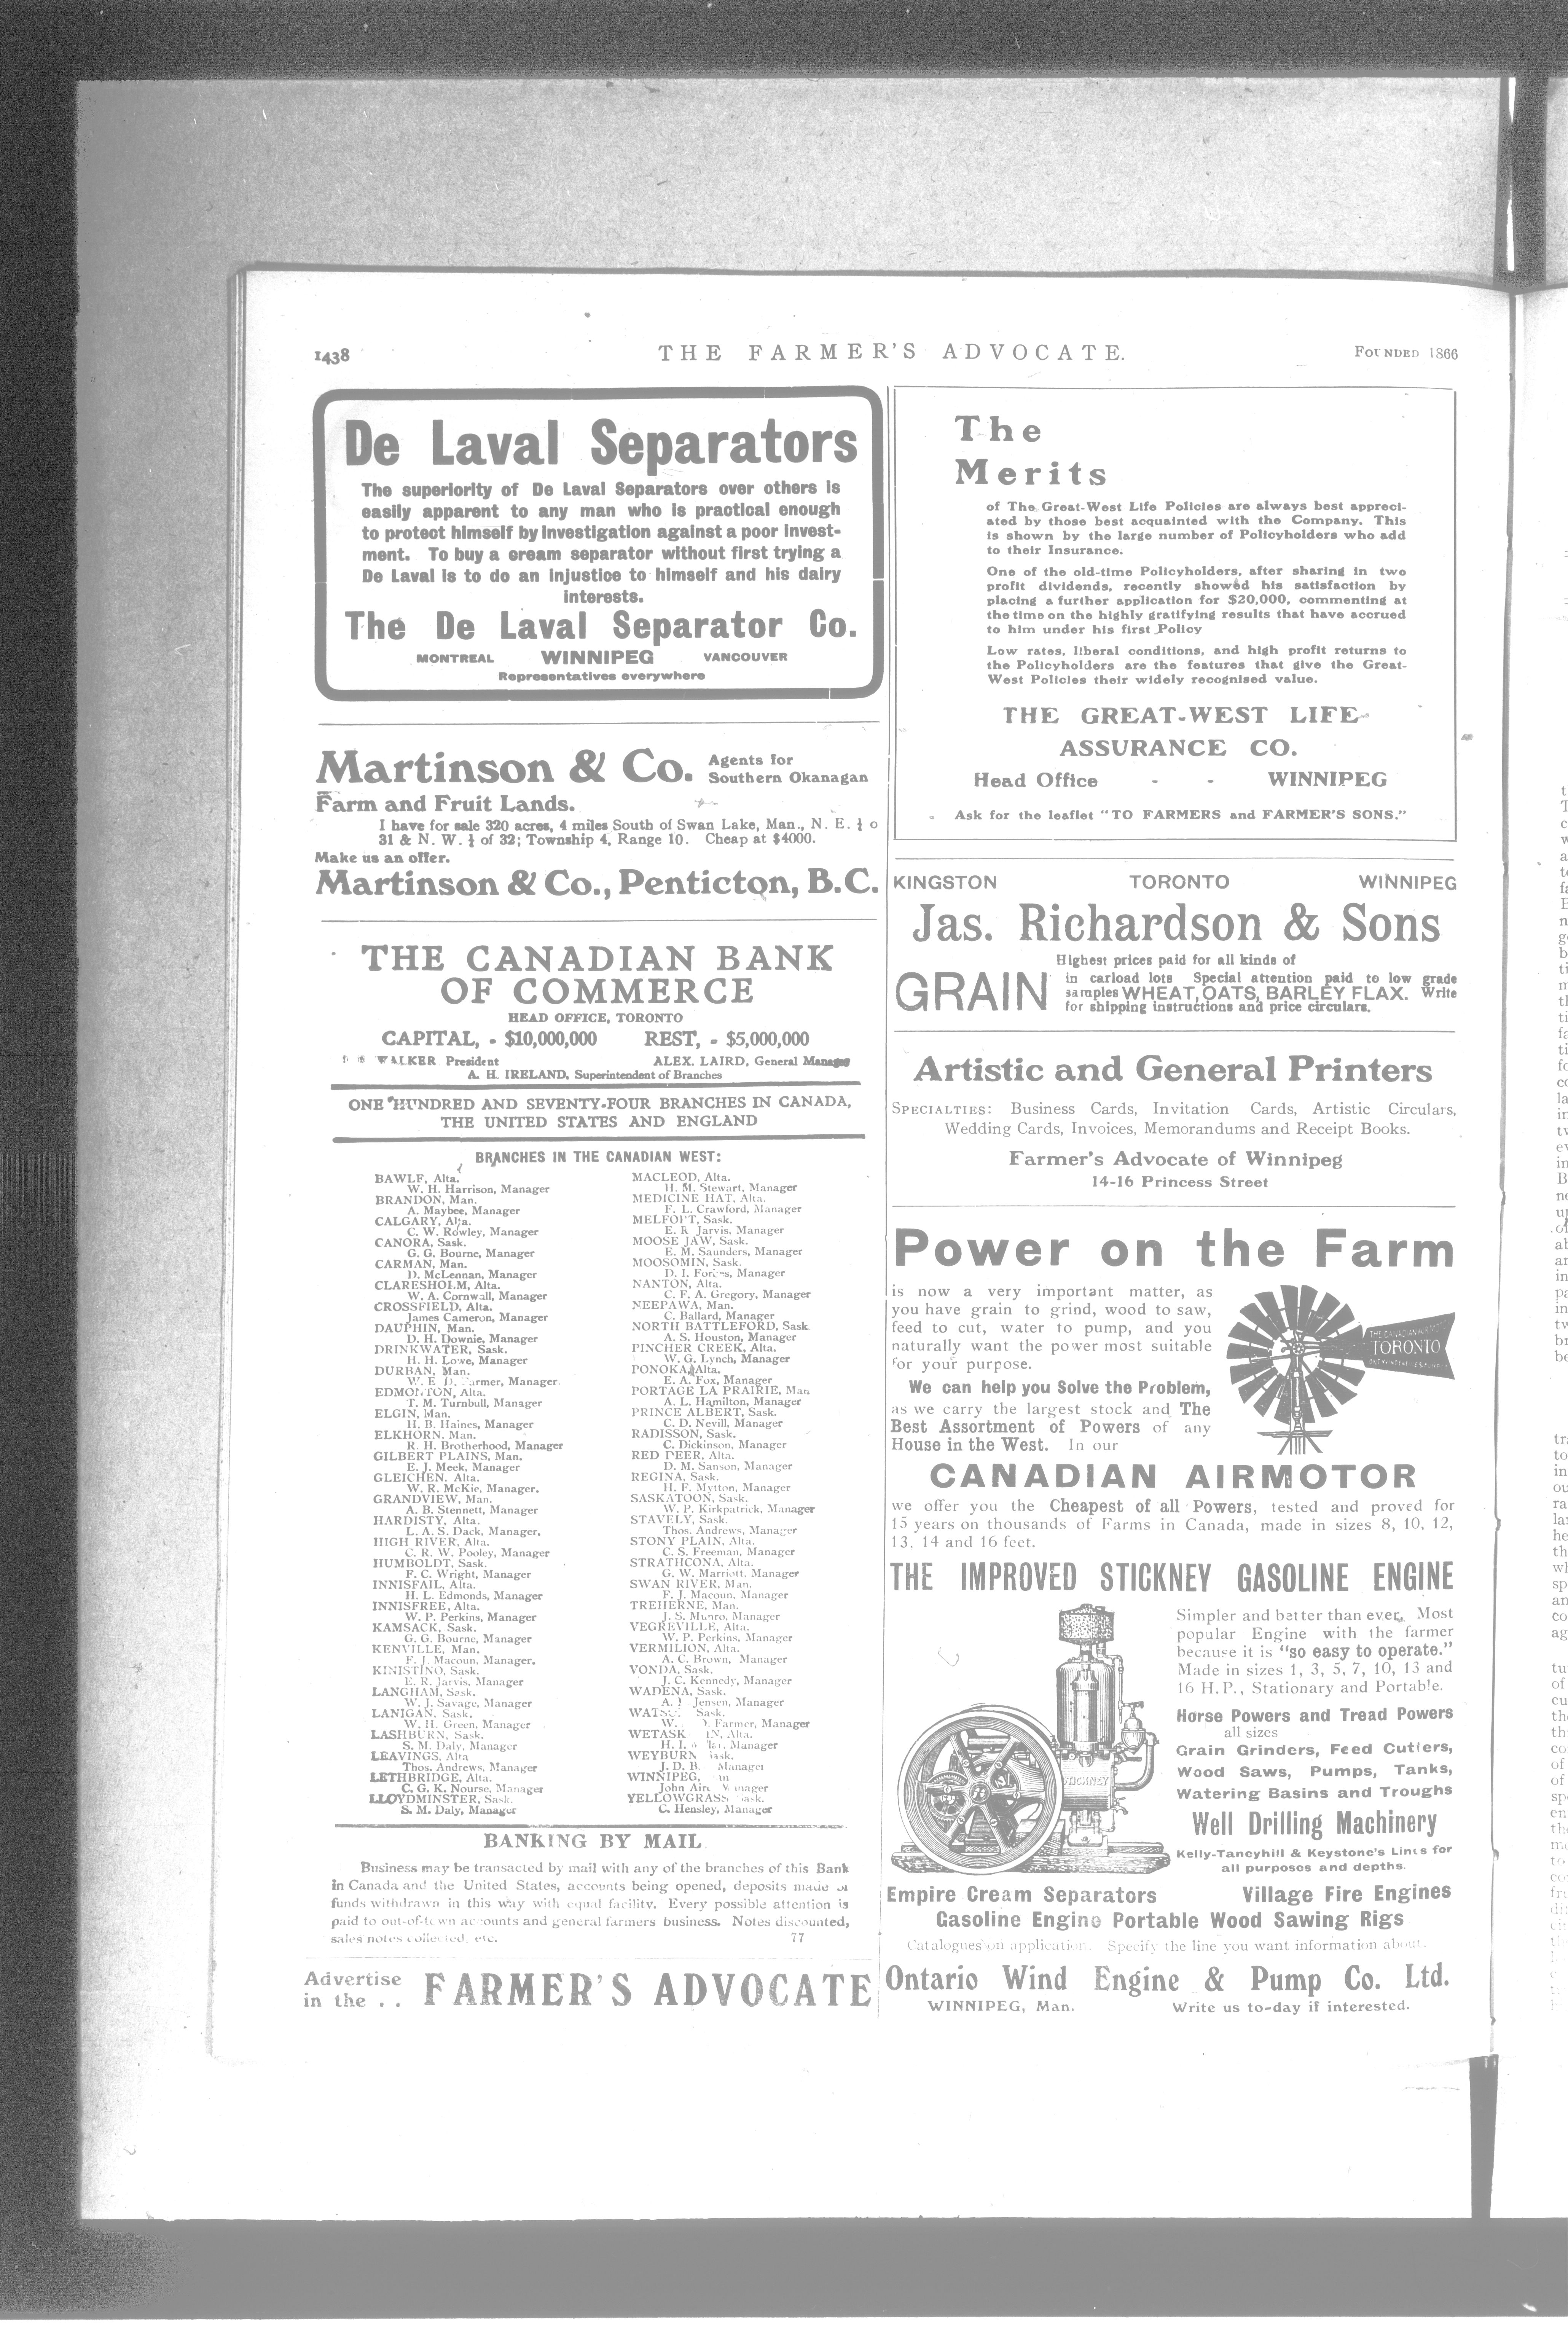 1438
THE FARMER'S ADVOCATE.
FOUNDED 1866
De Laval Separators
The superiority of De Laval Separators over others is
easily apparent to any man who is practical enough
to protect himself by investigation against a poor invest-
ment. To buy a cream separator without first trying a
De Laval is to do an injustice to himself and his dairy
interests.
The De Laval Separator Co.
MONTREAL WINNIPEG VANCOUVER
Representatives everywhere
Martinson & Co. Agents for
Southern Okanagan
Farm and Fruit Lands.
I have for sale 320 acres, 4 miles South of Swan Lake, Man., N. E. ¼ o
31 & N. W. ¼ of 32; Township 4, Range 10. Cheap at $4000.
Make us an offer.
Martinson & Co., Penticton, B.C.
THE CANADIAN BANK
OF COMMERCE
HEAD OFFICE, TORONTO
CAPITAL, - $10,000,000 REST, - $5,000,000
WALKER President ALEX. LAIRD, General Manager
A. H. IRELAND, Superintendent of Branches
ONE HUNDRED AND SEVENTY-FOUR BRANCHES IN CANADA,
THE UNITED STATES AND ENGLAND
BRANCHES IN THE CANADIAN WEST:
BAWLF, Alta.
W. H. Harrison, Manager
BRANDON, Man.
A. Maybee, Manager
CALGARY, Alta.
C. W. Rowley, Manager
CANORA, Sask.
G. G. Bourne, Manager
CARMAN, Man.
D. McLennan, Manager
CLARESHOLM, Alta.
W. A. Cornwall, Manager
CROSSFIELD, Alta.
James Cameron, Manager
DAUPHIN, Man.
D. H. Downie, Manager
DRINKWATER, Sask.
H. H. Lowe, Manager
DURBAN, Man.
W. E. D. Farmer, Manager.
EDMONTON, Alta.
T. M. Turnbull, Manager
ELGIN, Man.
H. B. Haines, Manager
ELKHORN. Man.
R. H. Brotherhood, Manager
GILBERT PLAINS, Man.
E. J. Meek, Manager
GLEICHEN. Alta.
W. R. McKie, Manager.
GRANDVIEW, Man.
A. B. Stennett, Manager
HARDISTY, Alta.
L. A. S. Dack, Manager.
HIGH RIVER, Alta.
C. R. W. Pooley, Manager
HUMBOLDT, Sask.
F. C. Wright, Manager
INNISFAIL, Alta.
H. L. Edmonds, Manager
INNISFREE, Alta.
W. P. Perkins, Manager
KAMSACK, Sask.
G. G. Bourne, Manager
KENVILLE, Man.
F. J. Macoun, Manager.
KINISTINO, Sask.
E. R. Jarvis, Manager
LANGHAM, Sask.
W. J. Savage, Manager
LANIGAN, Sask.
W. H. Green, Manager
LASHBURN, Sask.
S. M. Daly, Manager
LEAVINGS, Alta
Thos. Andrews, Manager
LETHBRIDGE, Alta.
C. G. K. Nourse, Manager
LLOYDMINSTER, Sask.
S. M. Daly, Manager
MACLEOD, Alta.
H. M. Stewart, Manager
MEDICINE HAT, Alta.
F. L. Crawford, Manager
MELFORT, Sask.
E. R Jarvis, Manager
MOOSE JAW, Sask.
E. M. Saunders, Manager
MOOSOMIN, Sask.
D. I. Forbes, Manager
NANTON, Alta.
C. F. A. Gregory, Manager
NEEPAWA, Man.
C. Ballard, Manager
NORTH BATTLEFORD, Sask
A. S. Houston, Manager
PINCHER CREEK, Alta.
W. G. Lynch, Manager
PONOKA, Alta.
E. A. Fox, Manager
PORTAGE LA PRAIRIE, Man
A. L. Hamilton, Manager
PRINCE ALBERT, Sask.
C. D. Nevill, Manager
RADISSON, Sask.
C. Dickinson, Manager
RED DEER, Alta.
D. M. Sanson, Manager
REGINA, Sask.
H. F. Mytton, Manager
SASKATOON, Sask.
W. P. Kirkpatrick, Manager
STAVELY, Sask.
Thos. Andrews, Manager
STONY PLAIN, Alta.
C. S. Freeman, Manager
STRATHCONA, Alta.
G. W. Marriott. Manager
SWAN RIVER, Man.
F. J. Macoun, Manager
TREHERNE, Man.
J. S. Munro, Manager
VEGREVILLE, Alta.
W. P. Perkins, Manager
VERMILION, Alta.
A. C. Brown, Manager
VONDA, Sask.
J. C. Kennedy, Manager
WADENA, Sask.
A. Jensen, Manager
Sask.
W. Farmer, Manager
Alta.
H. I. Manager
WEYBURN Sask.
J. D. B. Manager
WINNIPEG,
John Aird Manager
YELLOWGRASS Sask.
C. Hensley, Manager
BANKING BY MAIL
Business may be transacted by mail with any of the branches of this Bank
in Canada and the United States, accounts being opened, deposits made or
funds withdrawn in this way with equal facility. Every possible attention is
paid to out-of-town accounts and general farmers business. Notes discounted,
sales notes collected, etc. 77
Advertise
in the . . FARMER'S ADVOCATE
The
Merits
of The Great-West Life Policies are always best appreci-
ated by those best acquainted with the Company. This
is shown by the large number of Policyholders who add
to their Insurance.
One of the old-time Policyholders, after sharing in two
profit dividends, recently showed his satisfaction by
placing a further application for $20,000, commenting at
the time on the highly gratifying results that have accrued
to him under his first Policy
Low rates, liberal conditions, and high profit returns to
the Policyholders are the features that give the Great-
West Policies their widely recognised value.
THE GREAT-WEST LIFE
ASSURANCE CO.
Head Office - - WINNIPEG
Ask for the leaflet "TO FARMERS and FARMER'S SONS."
KINGSTON TORONTO WINNIPEG
Jas. Richardson & Sons
Highest prices paid for all kinds of
GRAIN in carload lots Special attention paid to low grade
samples WHEAT, OATS, BARLEY FLAX. Write
for shipping instructions and price circulars.
Artistic and General Printers
SPECIALTIES: Business Cards, Invitation Cards, Artistic Circulars,
Wedding Cards, Invoices, Memorandums and Receipt Books.
Farmer's Advocate of Winnipeg
14-16 Princess Street
Power on the Farm
is now a very important matter, as
you have grain to grind, wood to saw,
feed to cut, water to pump, and you
naturally want the power most suitable
for your purpose.
We can help you Solve the Problem,
as we carry the largest stock and The
Best Assortment of Powers of any
House in the West. In our
TORONTO
CANADIAN AIRMOTOR
we offer you the Cheapest of all Powers, tested and proved for
15 years on thousands of Farms in Canada, made in sizes 8, 10, 12,
13, 14 and 16 feet.
THE IMPROVED STICKNEY GASOLINE ENGINE
STICKNEY
Simpler and better than ever. Most
popular Engine with the farmer
because it is "so easy to operate."
Made in sizes 1, 3, 5, 7, 10, 13 and
16 H.P., Stationary and Portable.
Horse Powers and Tread Powers
all sizes
Grain Grinders, Feed Cutters,
Wood Saws, Pumps, Tanks,
Watering Basins and Troughs
Well Drilling Machinery
Kelly-Taneyhill & Keystone's Lines for
all purposes and depths.
Empire Cream Separators Village Fire Engines
Gasoline Engine Portable Wood Sawing Rigs
Catalogues on application. Specify the line you want information about.
Ontario Wind Engine & Pump Co. Ltd.
WINNIPEG, Man. Write us to-day if interested.